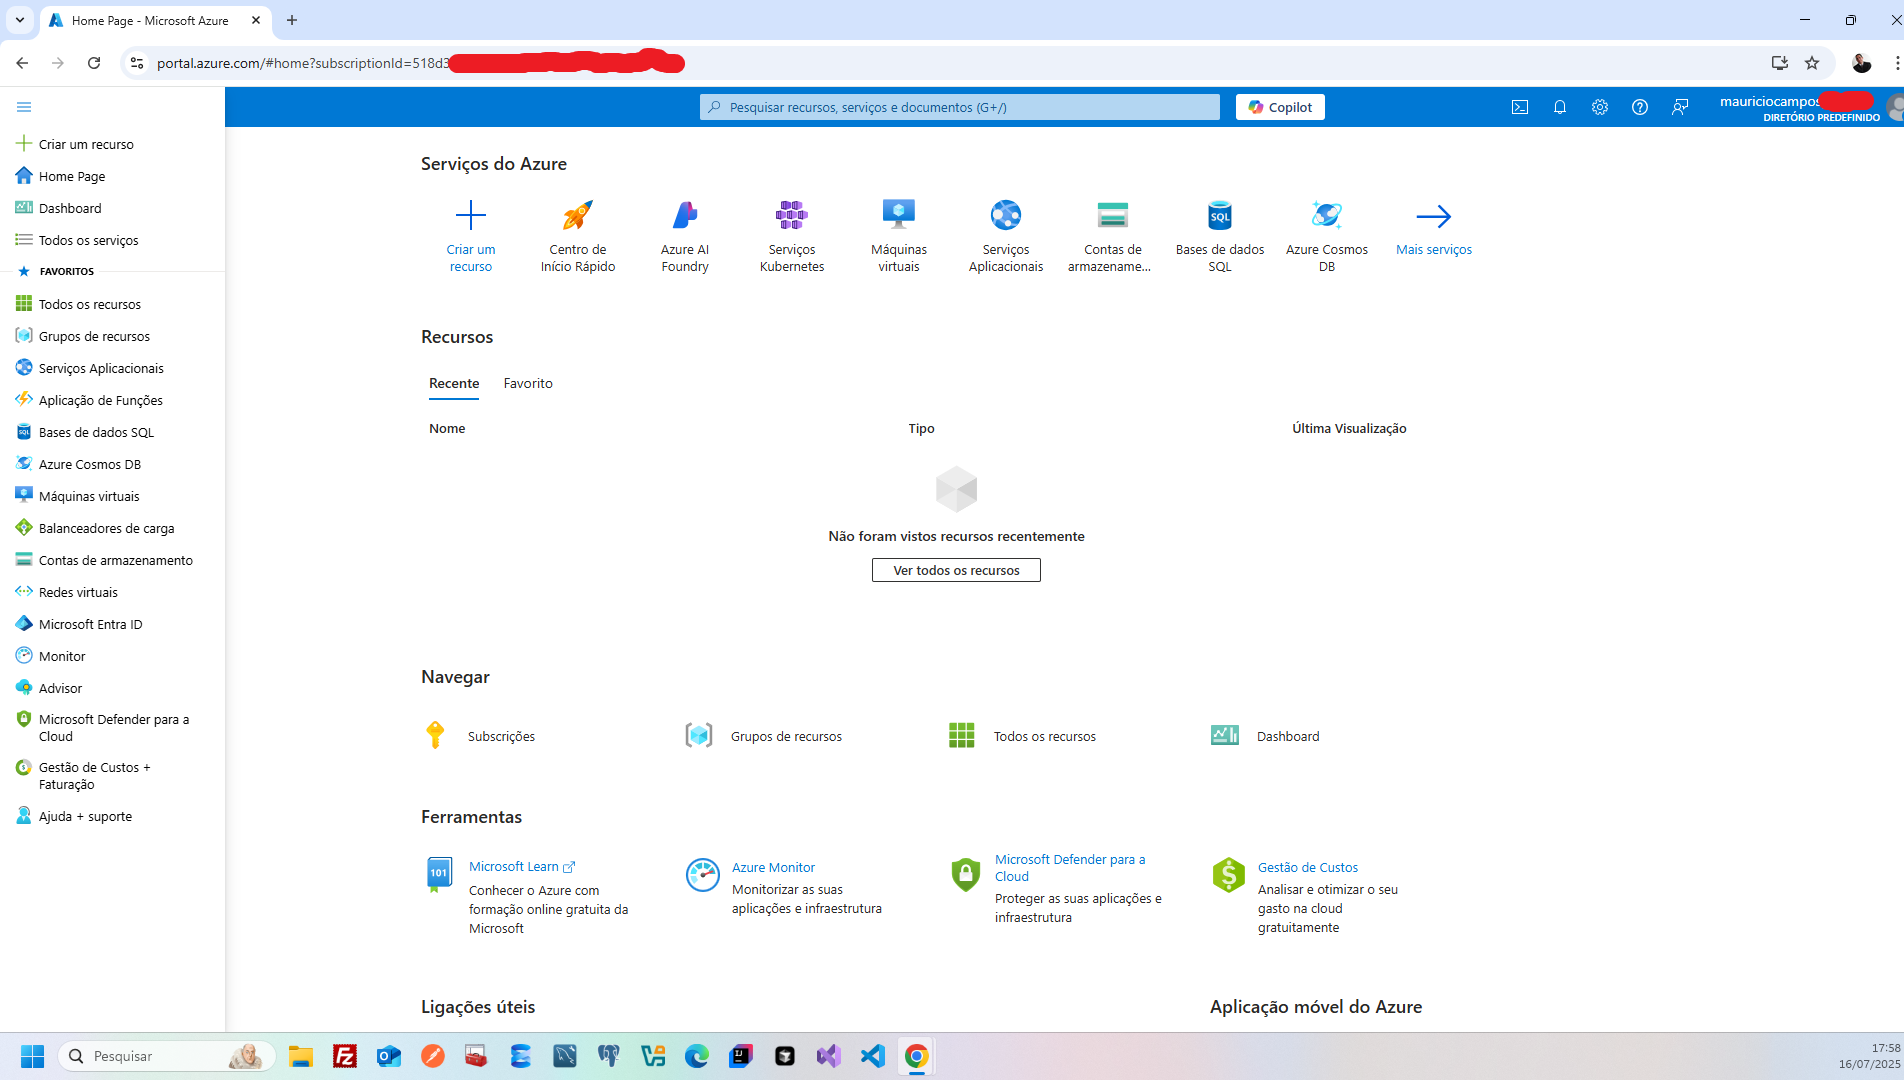 Home Page - Microsoft Azure
portal.azure.com/#home?subscriptionId=518d3
Pesquisar recursos, serviços e documentos (G+/)
Copilot
mauriciocampos
DIRETÓRIO PREDEFINIDO
Criar um recurso
Home Page
Dashboard
Todos os serviços
FAVORITOS
Todos os recursos
Grupos de recursos
Serviços Aplicacionais
Aplicação de Funções
Bases de dados SQL
Azure Cosmos DB
Máquinas virtuais
Balanceadores de carga
Contas de armazenamento
Redes virtuais
Microsoft Entra ID
Monitor
Advisor
Microsoft Defender para a
Cloud
Gestão de Custos +
Faturação
Ajuda + suporte
Serviços do Azure
Criar um
recurso
Centro de
Início Rápido
Azure AI
Foundry
Serviços
Kubernetes
Máquinas
virtuais
Serviços
Aplicacionais
Contas de
armazename...
SQL
Bases de dados
SQL
Azure Cosmos
DB
Mais serviços
Recursos
Recente
Favorito
Nome
Tipo
Última Visualização
Não foram vistos recursos recentemente
Ver todos os recursos
Navegar
Subscrições
Grupos de recursos
Todos os recursos
Dashboard
Ferramentas
101
Microsoft Learn
Conhecer o Azure com
formação online gratuita da
Microsoft
Azure Monitor
Monitorizar as suas
aplicações e infraestrutura
Microsoft Defender para a
Cloud
Proteger as suas aplicações e
infraestrutura
Gestão de Custos
Analisar e otimizar o seu
gasto na cloud
gratuitamente
Ligações úteis
Aplicação móvel do Azure
Pesquisar
17:58
16/07/2025